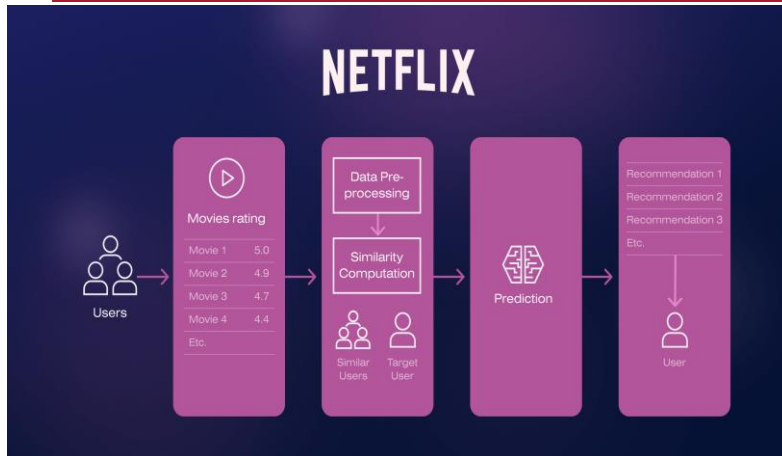 NETFLIX
Users
Movies rating
Movie 1 5.0
Movie 2 4.9
Movie 3 4.7
Movie 4 4.4
Etc.
Data Pre-
processing
Similarity
Computation
Similar
Users
Target
User
Prediction
Recommendation 1
Recommendation 2
Recommendation 3
Etc.
User